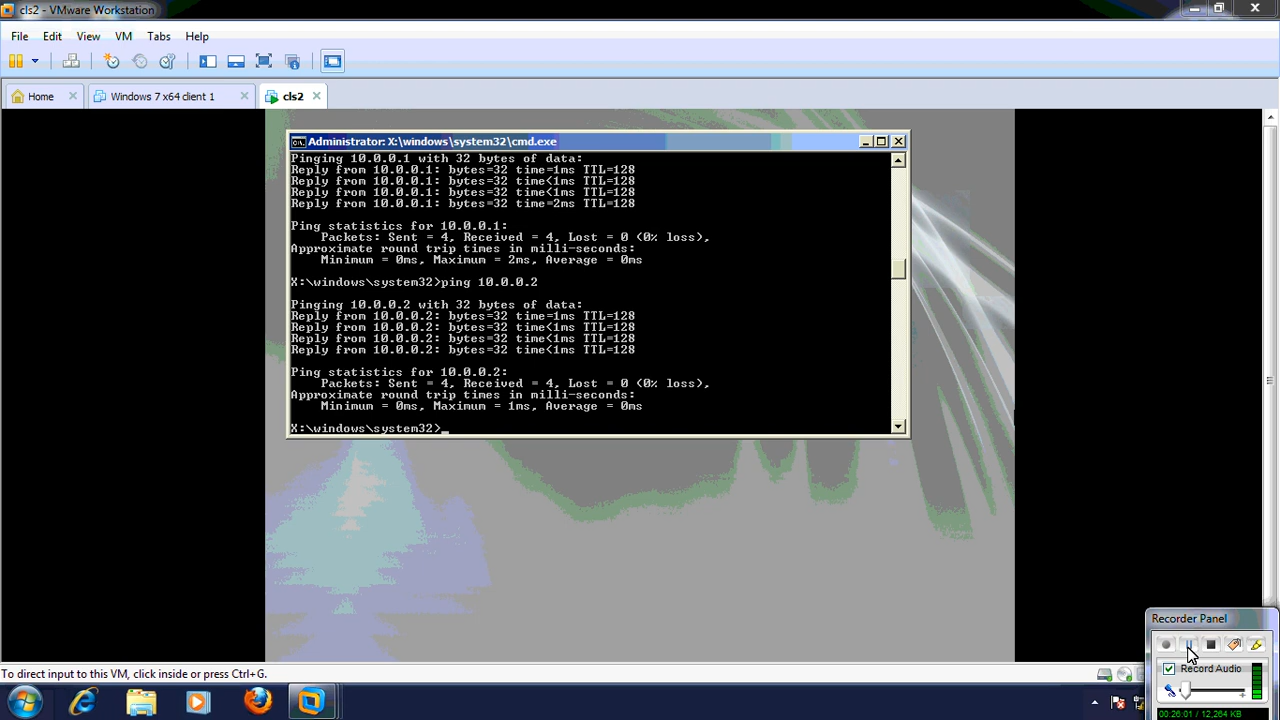 cls2 - VMware Workstation
File Edit View VM Tabs Help
Home Windows 7 x64 client 1 cls2
Administrator: X:\windows\system32\cmd.exe
Pinging 10.0.0.1 with 32 bytes of data:
Reply from 10.0.0.1: bytes=32 time=1ms TTL=128
Reply from 10.0.0.1: bytes=32 time<1ms TTL=128
Reply from 10.0.0.1: bytes=32 time<1ms TTL=128
Reply from 10.0.0.1: bytes=32 time=2ms TTL=128
Ping statistics for 10.0.0.1:
Packets: Sent = 4, Received = 4, Lost = 0 (0% loss),
Approximate round trip times in milli-seconds:
Minimum = 0ms, Maximum = 2ms, Average = 0ms
X:\windows\system32>ping 10.0.0.2
Pinging 10.0.0.2 with 32 bytes of data:
Reply from 10.0.0.2: bytes=32 time=1ms TTL=128
Reply from 10.0.0.2: bytes=32 time<1ms TTL=128
Reply from 10.0.0.2: bytes=32 time<1ms TTL=128
Reply from 10.0.0.2: bytes=32 time<1ms TTL=128
Ping statistics for 10.0.0.2:
Packets: Sent = 4, Received = 4, Lost = 0 (0% loss),
Approximate round trip times in milli-seconds:
Minimum = 0ms, Maximum = 1ms, Average = 0ms
X:\windows\system32>_
Recorder Panel
Record Audio
00:26:01 / 12,264 KB
To direct input to this VM, click inside or press Ctrl+G.